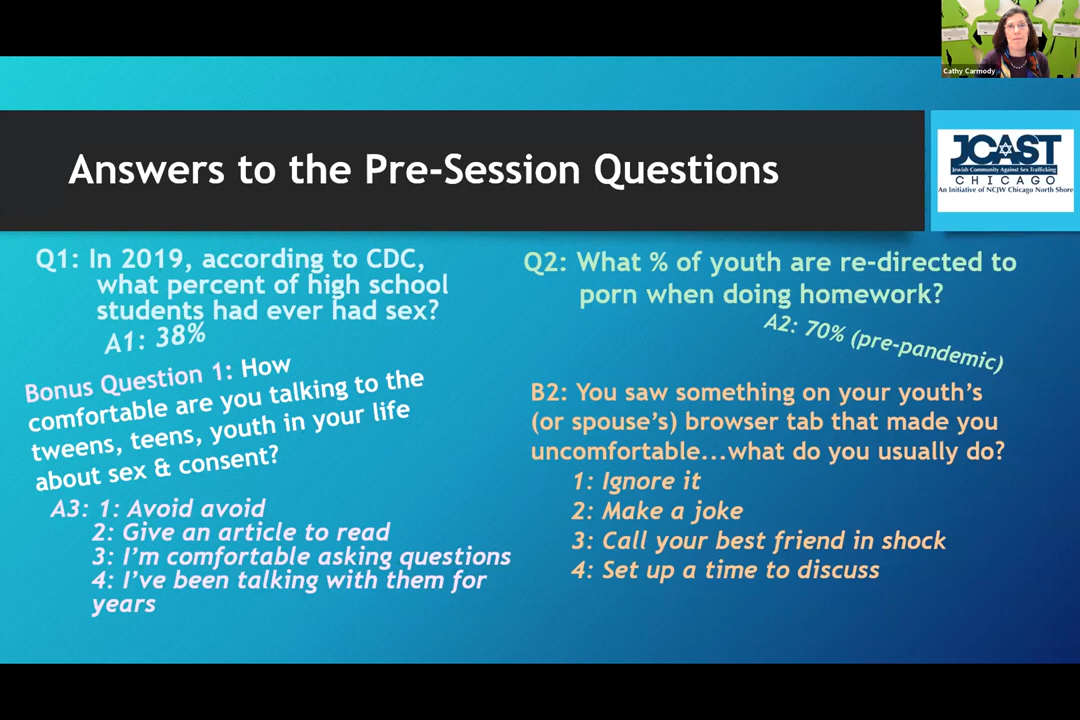 Cathy Carmody
Answers to the Pre-Session Questions
JCAST
Jewish Community Against Sex Trafficking
CHICAGO
An Initiative of NCJW Chicago North Shore
Q1: In 2019, according to CDC,
what percent of high school
students had ever had sex?
A1: 38%
Bonus Question 1: How
comfortable are you talking to the
tweens, teens, youth in your life
about sex & consent?
A3: 1: Avoid avoid
2: Give an article to read
3: I'm comfortable asking questions
4: I've been talking with them for
years
Q2: What % of youth are re-directed to
porn when doing homework?
A2: 70% (pre-pandemic)
B2: You saw something on your youth's
(or spouse's) browser tab that made you
uncomfortable...what do you usually do?
1: Ignore it
2: Make a joke
3: Call your best friend in shock
4: Set up a time to discuss